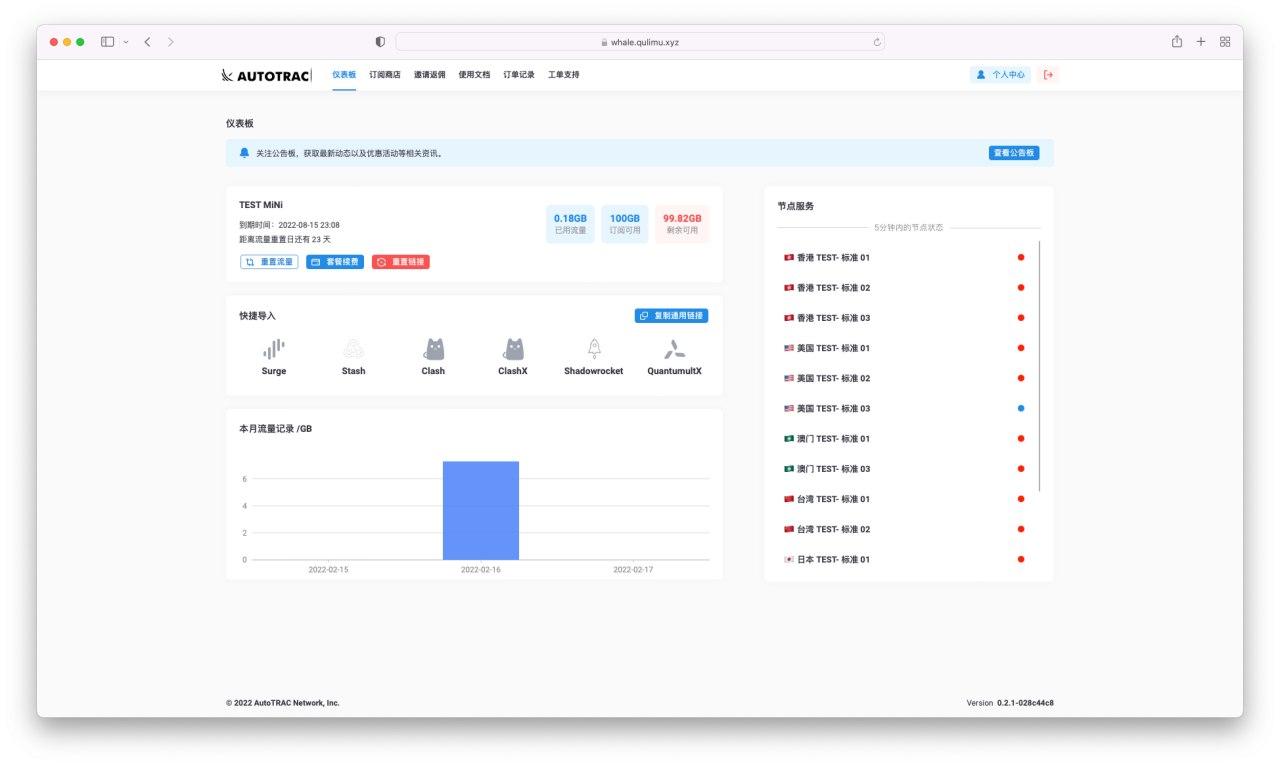 whale.qulimu.xyz
AUTOTRAC
仪表板 订阅商店 邀请返佣 使用文档 订单记录 工单支持
个人中心
仪表板
关注公告板，获取最新动态以及优惠活动等相关资讯。
查看公告板
TEST MiNi
到期时间：2022-08-15 23:08
距离流量重置日还有 23 天
重置流量 套餐续费 重置链接
0.18GB 100GB 99.82GB
已用流量 订阅可用 剩余可用
快捷导入
复制通用链接
Surge Stash Clash ClashX Shadowrocket QuantumultX
本月流量记录 /GB
6
4
2
0
2022-02-15 2022-02-16 2022-02-17
节点服务
5分钟内的节点状态
香港 TEST- 标准 01
香港 TEST- 标准 02
香港 TEST- 标准 03
美国 TEST- 标准 01
美国 TEST- 标准 02
美国 TEST- 标准 03
澳门 TEST- 标准 01
澳门 TEST- 标准 03
台湾 TEST- 标准 01
台湾 TEST- 标准 02
日本 TEST- 标准 01
© 2022 AutoTRAC Network, Inc.
Version 0.2.1-028c44c8